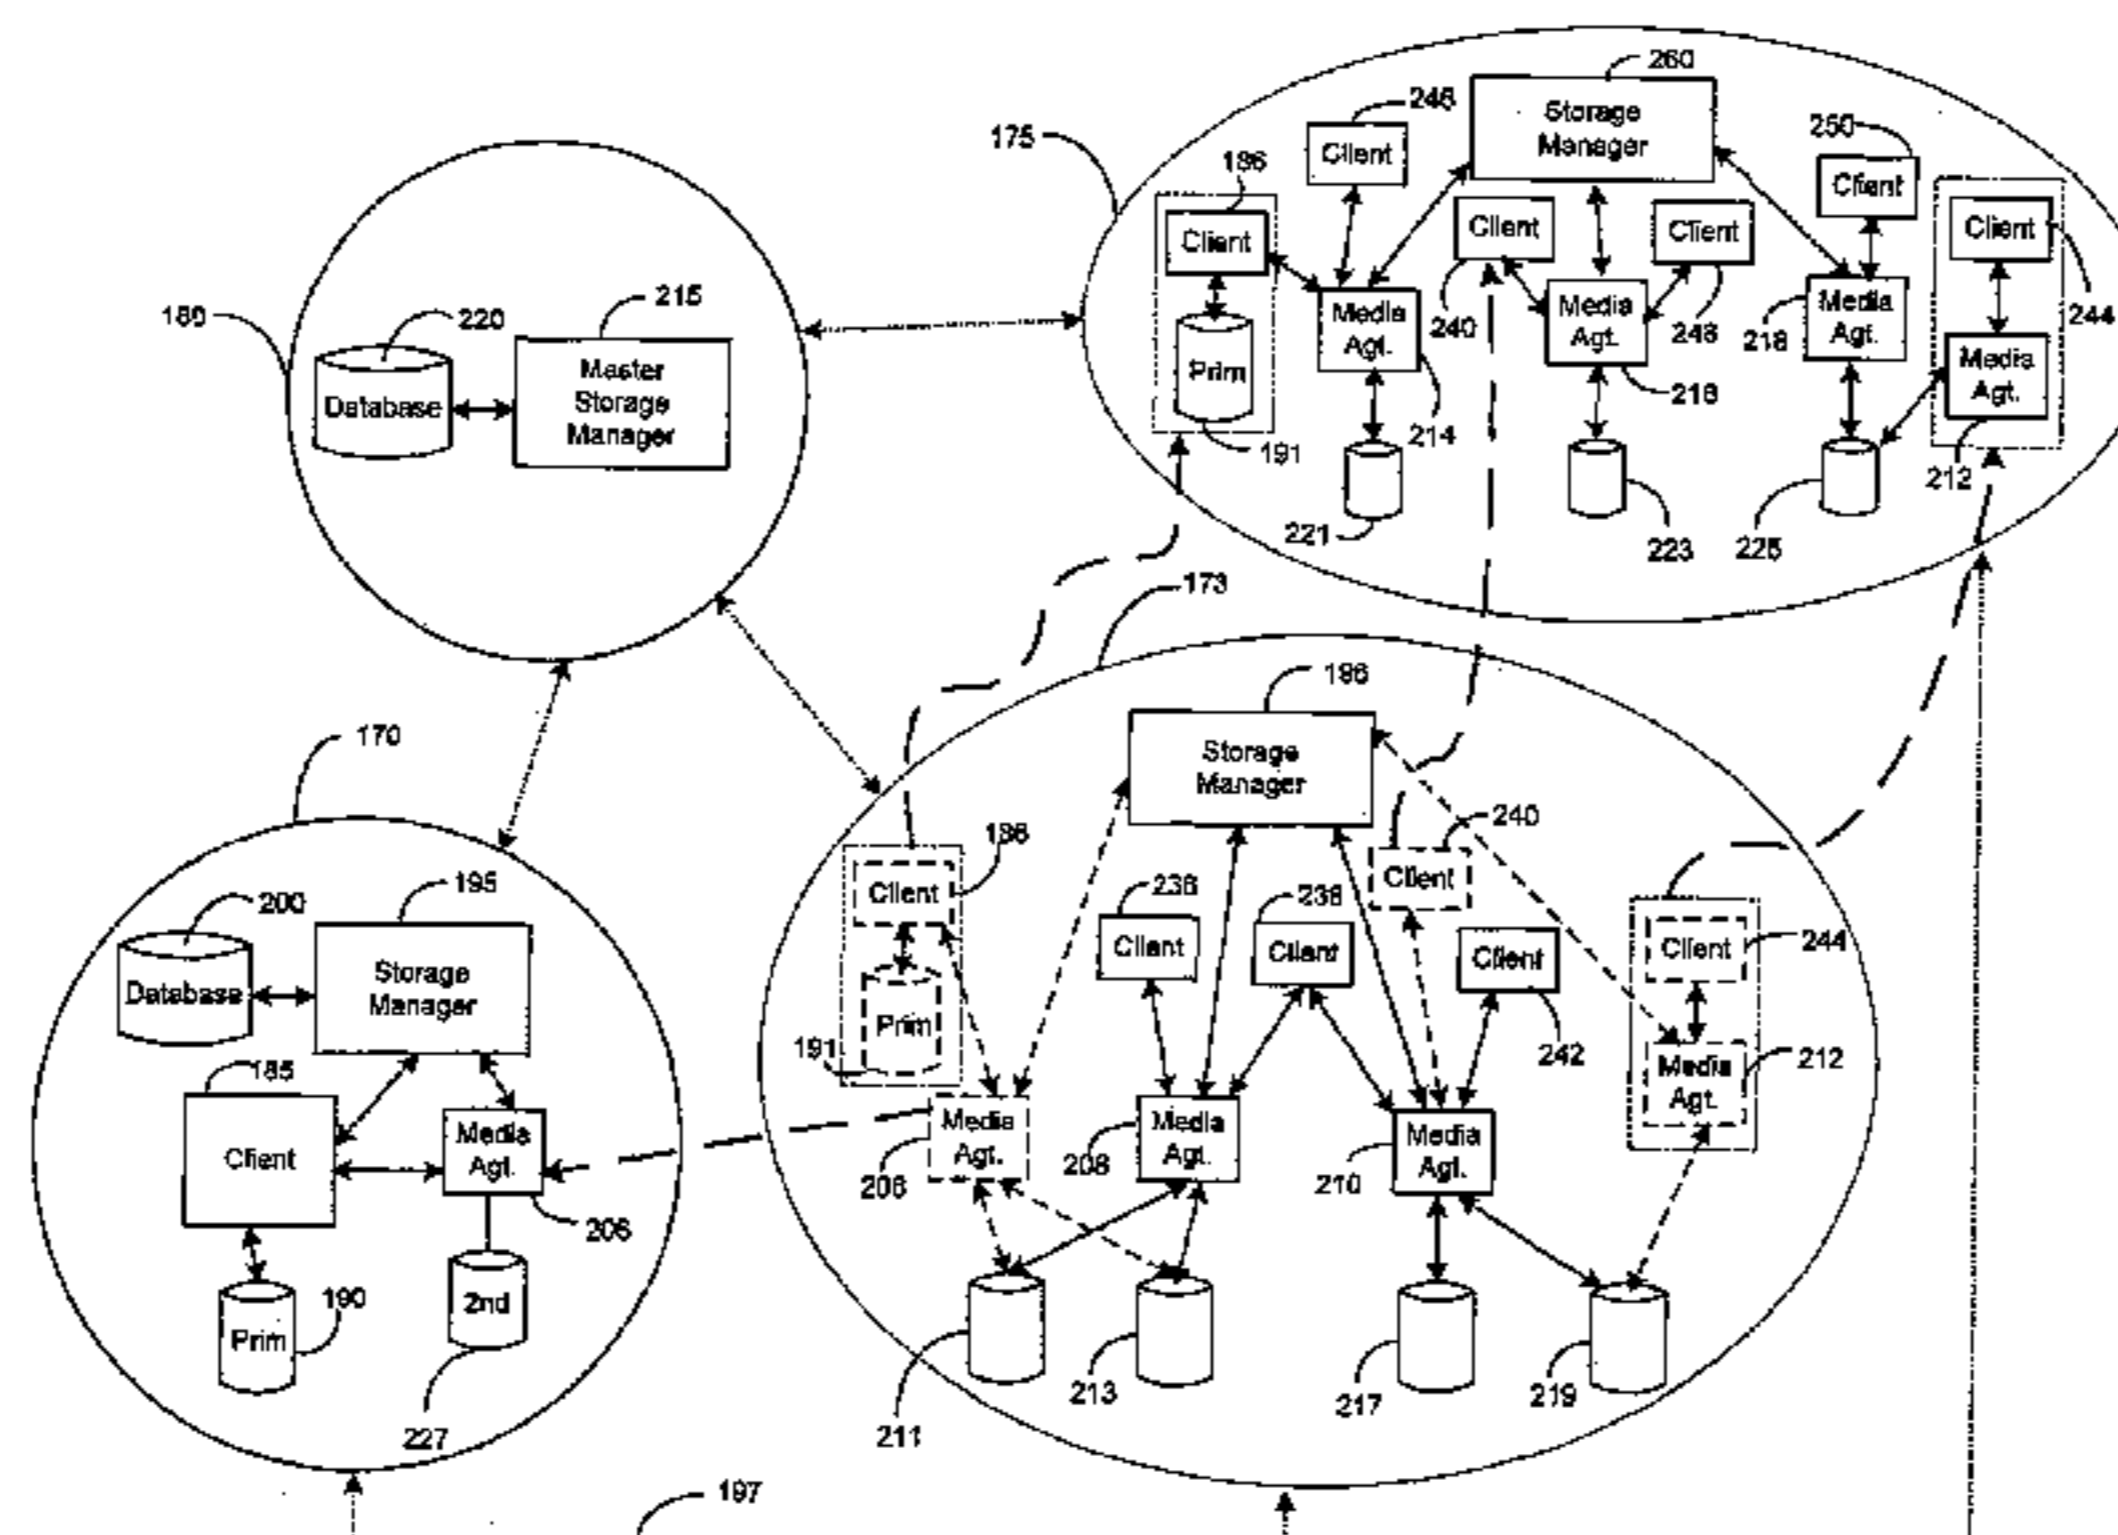 260
Storage
Manager
175
246
Client
250
Client
186
Client
Client
Client
Client
244
240
248
Media
Agt.
Media
Agt.
218
Media
Agt.
Media
Agt.
Prim
191
214
216
212
221
223
225
180
220
215
Database
Master
Storage
Manager
173
196
Storage
Manager
170
186
Client
240
Client
236
Client
238
Client
Client
242
Client
244
Prim
191
Media
Agt.
212
200
195
Database
Storage
Manager
185
Client
Media
Agt.
206
Media
Agt.
206
Media
Agt.
208
Media
Agt.
210
Prim
190
2nd
227
211
213
217
219
197